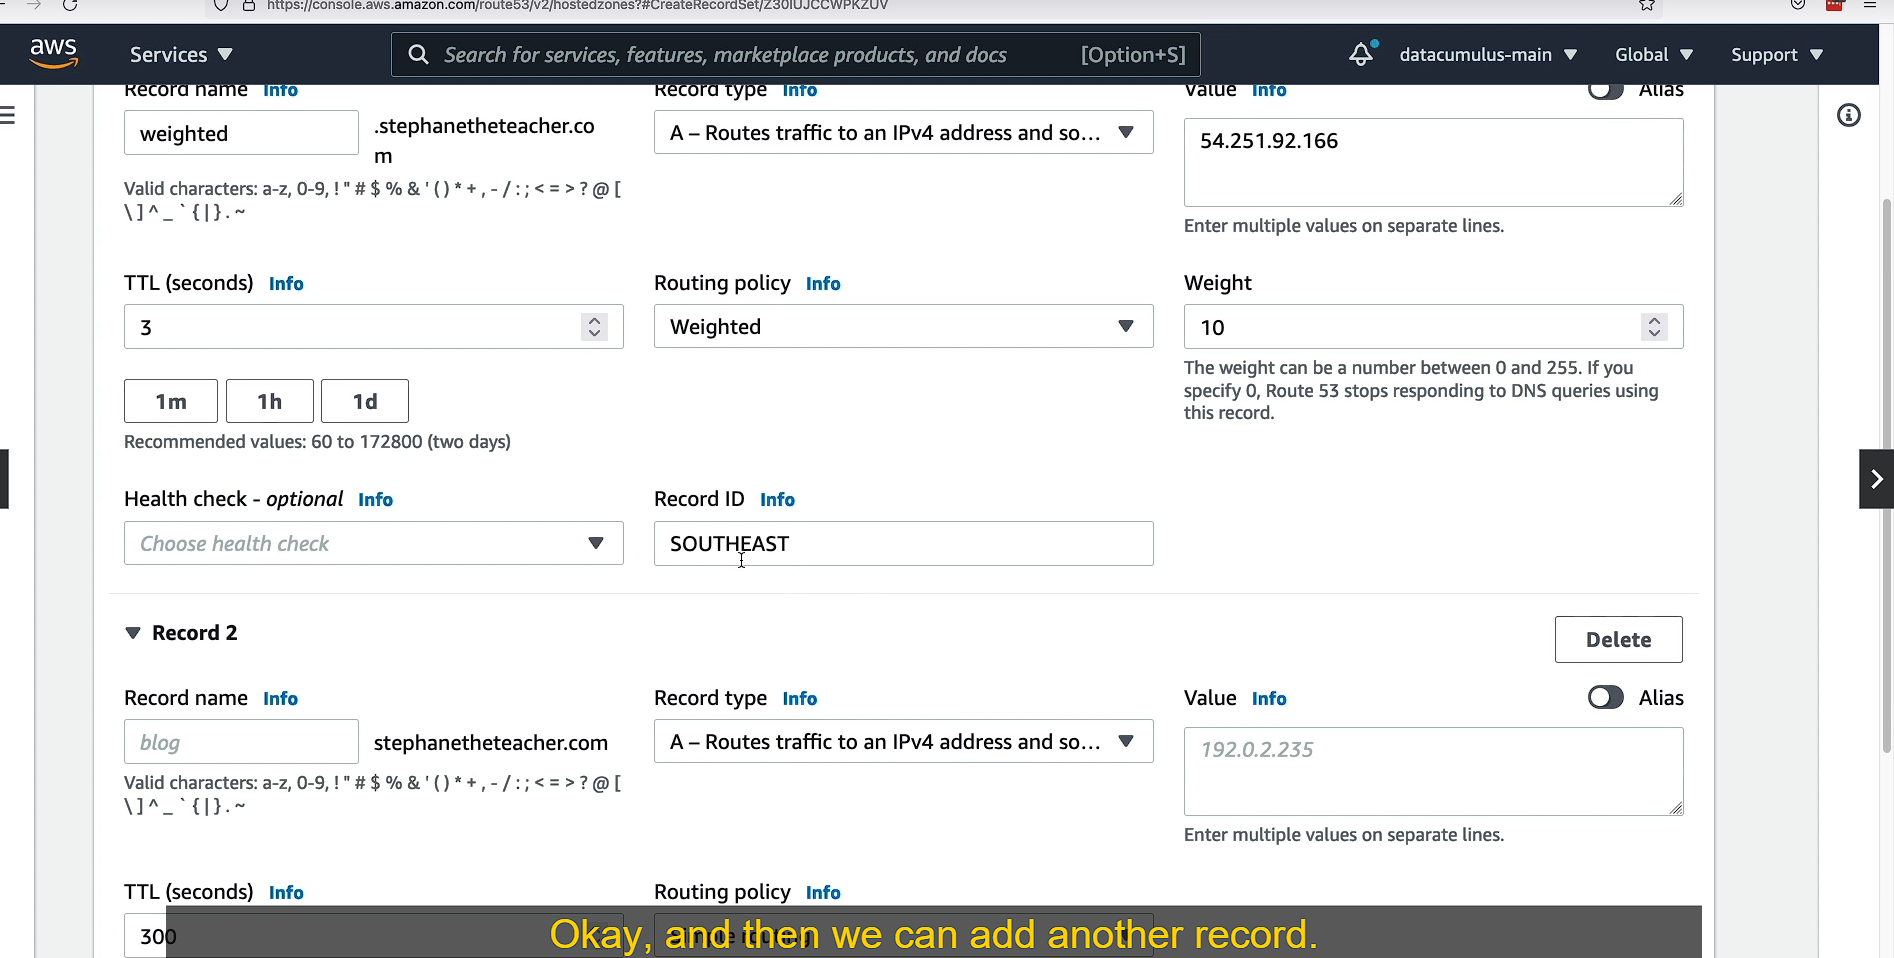 https://console.aws.amazon.com/route53/v2/hostedzones?#CreateRecordSet/Z30IUJCCWPKZUV
aws Services Search for services, features, marketplace products, and docs [Option+S] datacumulus-main Global Support
Record name Info Record type Info Value Info Alias
weighted .stephanetheteacher.co A – Routes traffic to an IPv4 address and so... 54.251.92.166
m
Valid characters: a-z, 0-9, ! " # $ % & ' ( ) * + , - / : ; < = > ? @ [
\ ] ^ _ ` { | } . ~
Enter multiple values on separate lines.
TTL (seconds) Info Routing policy Info Weight
3 Weighted 10
The weight can be a number between 0 and 255. If you
specify 0, Route 53 stops responding to DNS queries using
this record.
1m 1h 1d
Recommended values: 60 to 172800 (two days)
Health check - optional Info Record ID Info
Choose health check SOUTHEAST
Record 2 Delete
Record name Info Record type Info Value Info Alias
blog stephanetheteacher.com A – Routes traffic to an IPv4 address and so... 192.0.2.235
Valid characters: a-z, 0-9, ! " # $ % & ' ( ) * + , - / : ; < = > ? @ [
\ ] ^ _ ` { | } . ~
Enter multiple values on separate lines.
TTL (seconds) Info Routing policy Info
300 Simple routing
Okay, and then we can add another record.